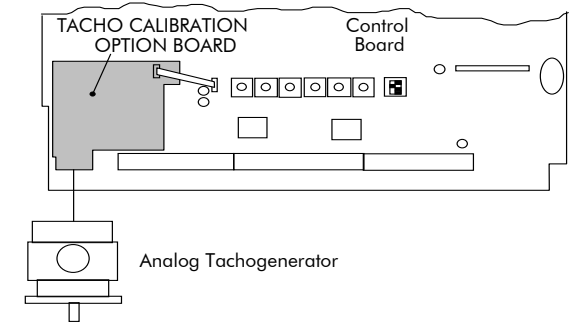 TACHO CALIBRATION
OPTION BOARD
Control
Board
Analog Tachogenerator